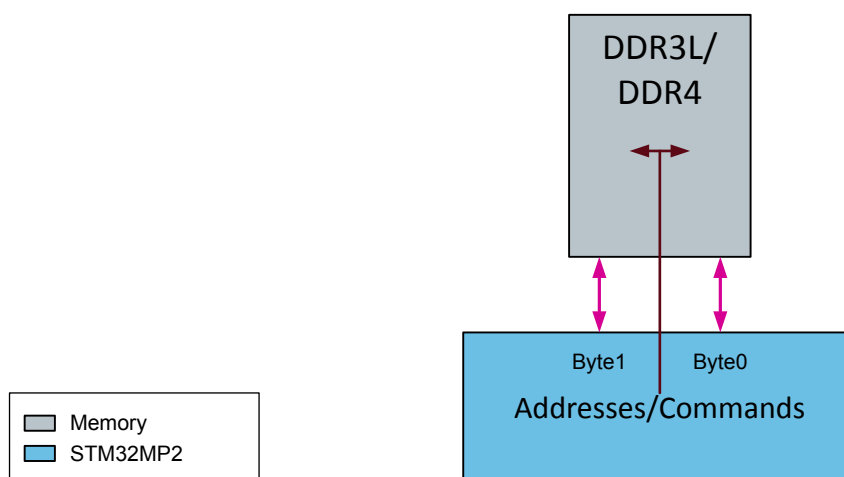 DDR3L/
DDR4
Byte1
Byte0
Addresses/Commands
Memory
STM32MP2